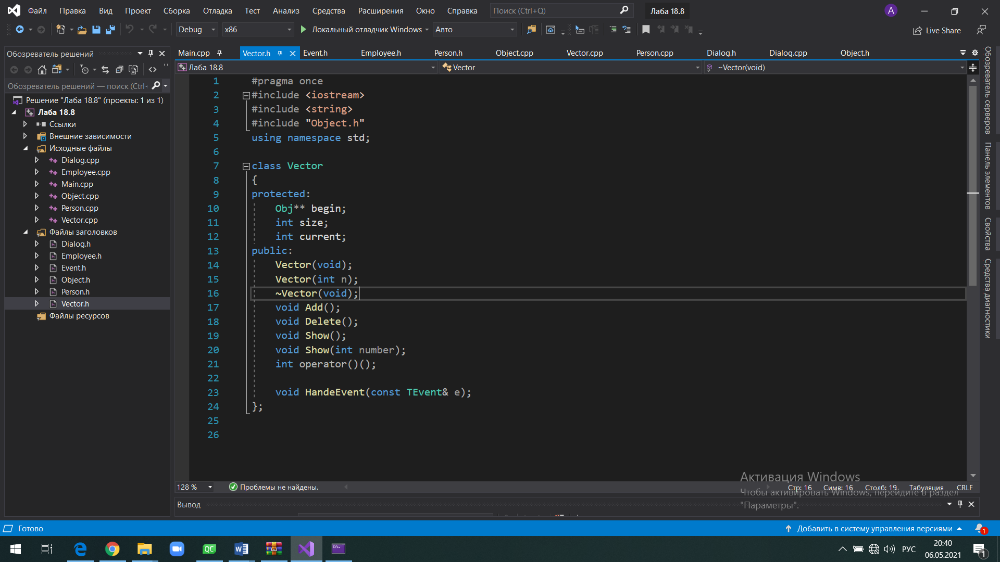 Файл Правка Вид Проект Сборка Отладка Тест Анализ Средства Расширения Окно Справка Поиск (Ctrl+Q) Лаба 18.8 A
Debug x86 Локальный отладчик Windows Авто Live Share
Обозреватель решений
Обозреватель решений — поиск (Ctrl+
Решение "Лаба 18.8" (проекты: 1 из 1)
Лаба 18.8
Ссылки
Внешние зависимости
Исходные файлы
Dialog.cpp
Employee.cpp
Main.cpp
Object.cpp
Person.cpp
Vector.cpp
Файлы заголовков
Dialog.h
Employee.h
Event.h
Object.h
Person.h
Vector.h
Файлы ресурсов
Main.cpp Vector.h Event.h Employee.h Person.h Object.cpp Vector.cpp Person.cpp Dialog.h Dialog.cpp Object.h
Лаба 18.8 Vector ~Vector(void)
1 #pragma once
2 #include <iostream>
3 #include <string>
4 #include "Object.h"
5 using namespace std;
6
7 class Vector
8 {
9 protected:
10 Obj** begin;
11 int size;
12 int current;
13 public:
14 Vector(void);
15 Vector(int n);
16 ~Vector(void);
17 void Add();
18 void Delete();
19 void Show();
20 void Show(int number);
21 int operator()();
22
23 void HandeEvent(const TEvent& e);
24 };
25
26
Обозреватель серверов
Панель элементов
Свойства
Средства диагностики
128 % Проблемы не найдены. Стр: 16 Симв: 16 Столб: 19 Табуляция CRLF
Активация Windows
Чтобы активировать Windows, перейдите в раздел
"Параметры".
Вывод
Готово Добавить в систему управления версиями 1
QC РУС 20:40
06.05.2021 1